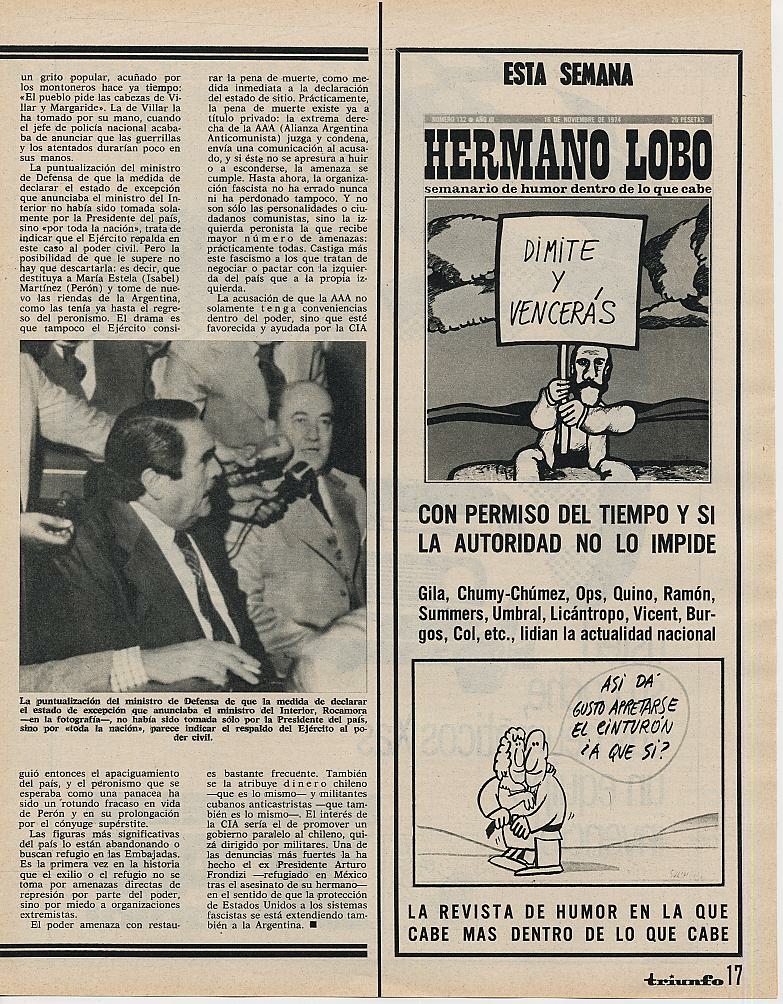 un grito popular, acuñado por
los montoneros hace ya tiempo:
«El pueblo pide las cabezas de Vi-
llar y Margaride». La de Villar la
ha tomado por su mano, cuando
el jefe de policía nacional acaba-
ba de anunciar que las guerrillas
y los atentados durarían poco en
sus manos.
La puntualización del ministro
de Defensa de que la medida de
declarar el estado de excepción
que anunciaba el ministro del In-
terior no había sido tomada sola-
mente por la Presidente del país,
sino «por toda la nación», trata de
indicar que el Ejército repalda en
este caso al poder civil. Pero la
posibilidad de que le supere no
hay que descartarla: es decir, que
destituya a María Estela (Isabel)
Martínez (Perón) y tome de nue-
vo las riendas de la Argentina,
como las tenía ya hasta el regre-
so del peronismo. El drama es
que tampoco el Ejército consi-
rar la pena de muerte, como me-
dida inmediata a la declaración
del estado de sitio. Prácticamente,
la pena de muerte existe ya a
título privado: la extrema dere-
cha de la AAA (Alianza Argentina
Anticomunista) juzga y condena,
envía una comunicación al acusa-
do, y si éste no se apresura a huir
o a esconderse, la amenaza se
cumple. Hasta ahora, la organiza-
ción fascista no ha errado nunca
ni ha perdonado tampoco. Y no
son sólo las personalidades o ciu-
dadanos comunistas, sino la iz-
quierda peronista la que recibe
mayor número de amenazas:
prácticamente todas. Castiga más
este fascismo a los que tratan de
negociar o pactar con la izquier-
da del país que a la propia iz-
quierda.
La acusación de que la AAA no
solamente tenga conveniencias
dentro del poder, sino que esté
favorecida y ayudada por la CIA
La puntualización del ministro de Defensa de que la medida de declarar
el estado de excepción que anunciaba el ministro del Interior, Rocamora
—en la fotografía—, no había sido tomada sólo por la Presidente del país,
sino por «toda la nación», parece indicar el respaldo del Ejército al po-
der civil.
guió entonces el apaciguamiento
del país, y el peronismo que se
esperaba como una panacea ha
sido un rotundo fracaso en vida
de Perón y en su prolongación
por el cónyuge supérstite.
Las figuras más significativas
del país lo están abandonando o
buscan refugio en las Embajadas.
Es la primera vez en la historia
que el exilio o el refugio no se
toma por amenazas directas de
represión por parte del poder,
sino por miedo a organizaciones
extremistas.
El poder amenaza con restau-
es bastante frecuente. También
se la atribuye dinero chileno
—que es lo mismo— y militantes
cubanos anticastristas —que tam-
bién es lo mismo—. El interés de
la CIA sería el de promover un
gobierno paralelo al chileno, qui-
zá dirigido por militares. Una de
las denuncias más fuertes la ha
hecho el ex Presidente Arturo
Frondizi —refugiado en México
tras el asesinato de su hermano—
en el sentido de que la protección
de Estados Unidos a los sistemas
fascistas se está extendiendo tam-
bién a la Argentina. ■
ESTA SEMANA
NUMERO 132 ● AÑO III 16 DE NOVIEMBRE DE 1974 20 PESETAS
HERMANO LOBO
semanario de humor dentro de lo que cabe
DIMITE
Y
VENCERÁS
CON PERMISO DEL TIEMPO Y SI
LA AUTORIDAD NO LO IMPIDE
Gila, Chumy-Chúmez, Ops, Quino, Ramón,
Summers, Umbral, Licántropo, Vicent, Bur-
gos, Col, etc., lidian la actualidad nacional
ASI DÁ
GUSTO APRETARSE
EL CINTURÓN
¿A QUE SI?
LA REVISTA DE HUMOR EN LA QUE
CABE MAS DENTRO DE LO QUE CABE
triunfo 17